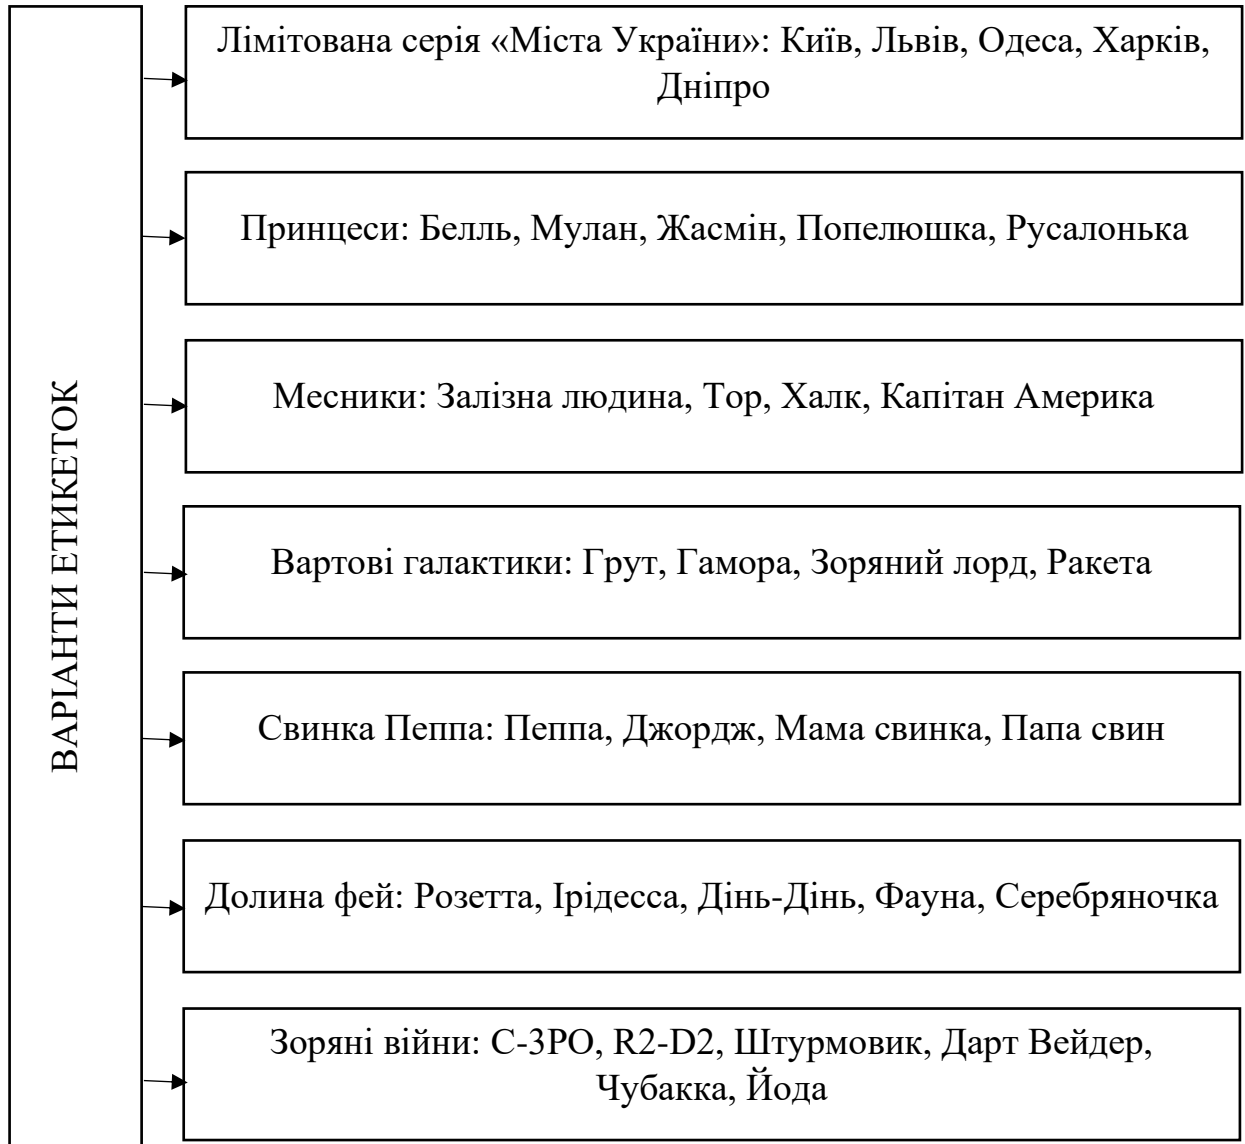 ВАРІАНТИ ЕТИКЕТОК
Лімітована серія «Міста України»: Київ, Львів, Одеса, Харків,
Дніпро
Принцеси: Белль, Мулан, Жасмін, Попелюшка, Русалонька
Месники: Залізна людина, Тор, Халк, Капітан Америка
Вартові галактики: Грут, Гамора, Зоряний лорд, Ракета
Свинка Пеппа: Пеппа, Джордж, Мама свинка, Папа свин
Долина фей: Розетта, Ірідесса, Дінь-Дінь, Фауна, Серебряночка
Зоряні війни: C-3PO, R2-D2, Штурмовик, Дарт Вейдер,
Чубакка, Йода